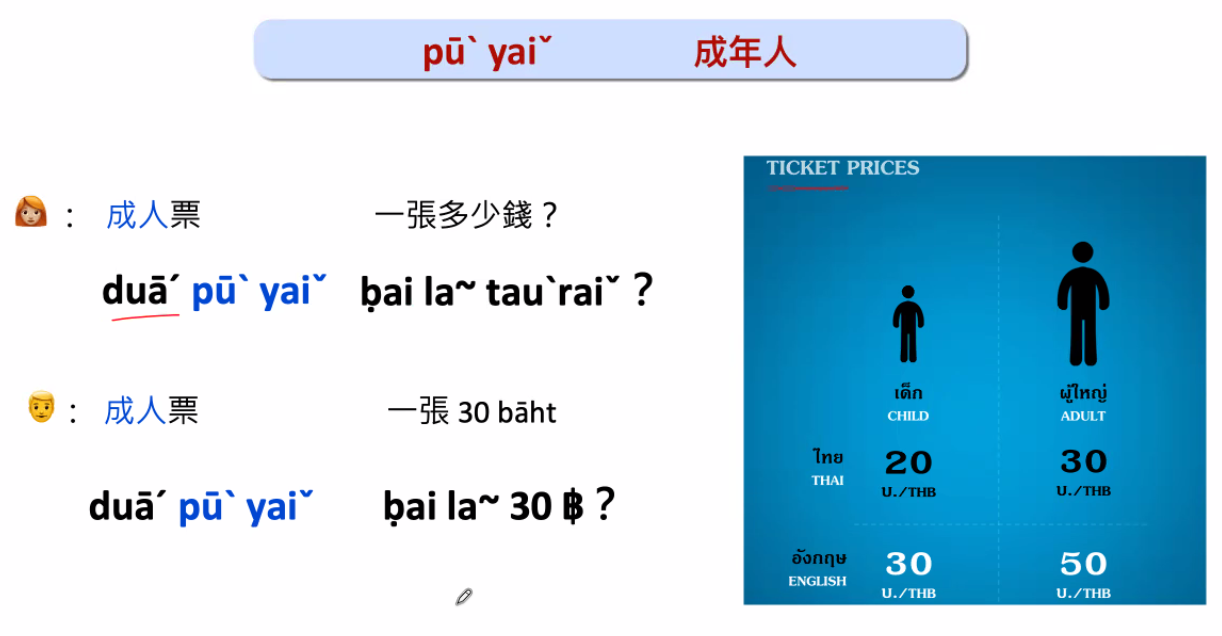 pū` yaiˇ 成年人
： 成人票 一張多少錢？
duāˊ pū` yaiˇ ḅai la~ tau`raiˇ？
： 成人票 一張 30 bāht
duāˊ pū` yaiˇ ḅai la~ 30 ฿？
TICKET PRICES
เด็ก ผู้ใหญ่
CHILD ADULT
ไทย 20 30
THAI บ./THB บ./THB
อังกฤษ 30 50
ENGLISH บ./THB บ./THB